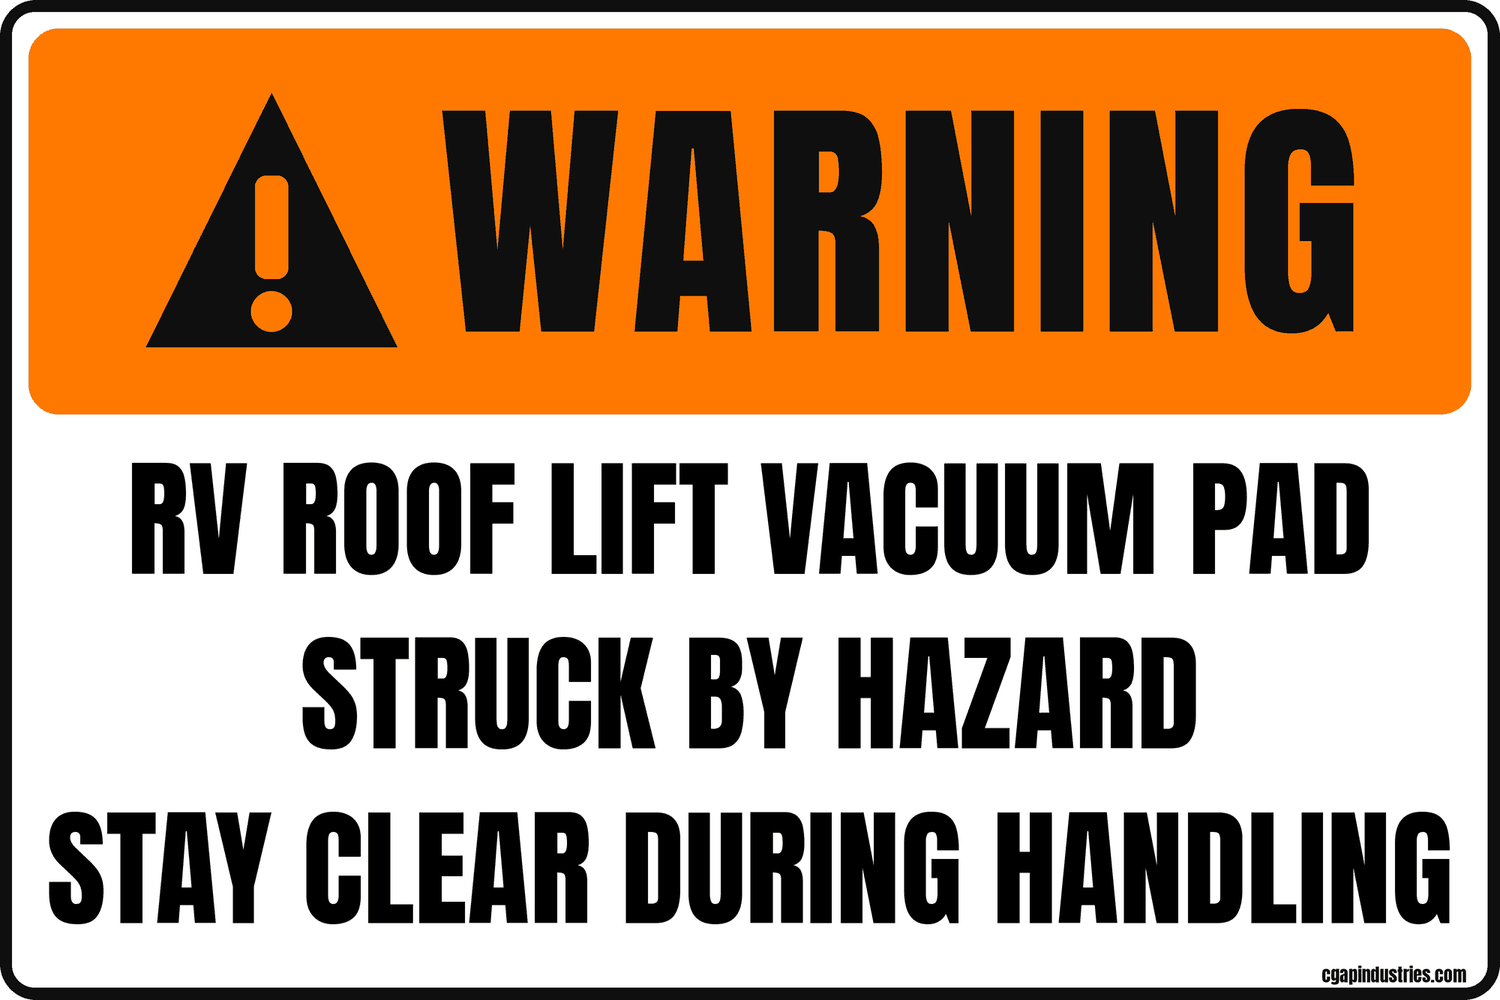 WARNING
RV ROOF LIFT VACUUM PAD
STRUCK BY HAZARD
STAY CLEAR DURING HANDLING
cgapindustries.com